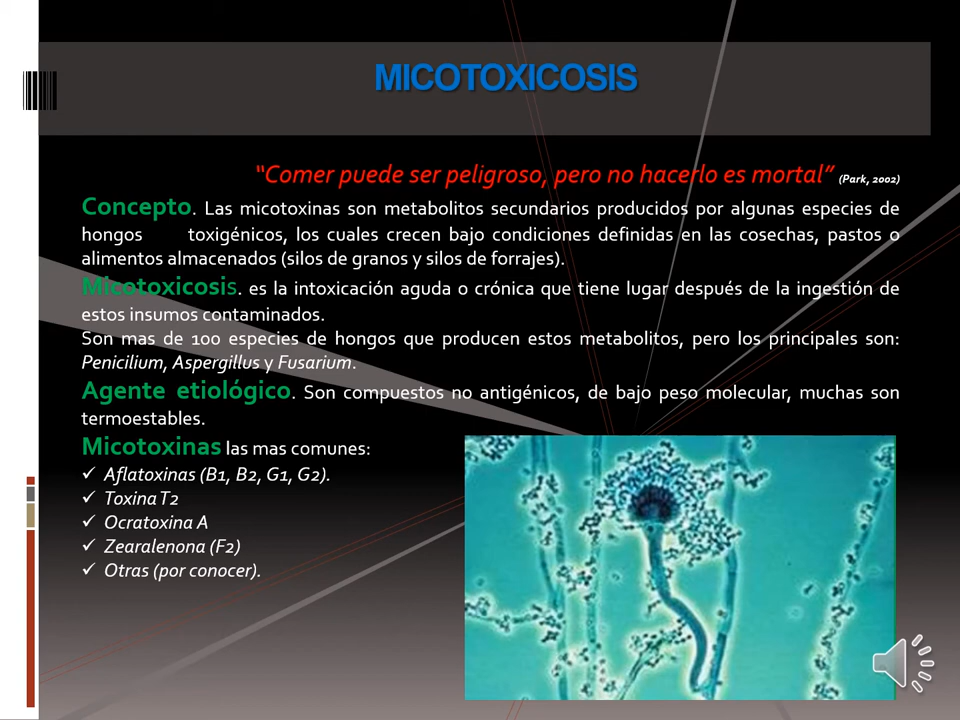 MICOTOXICOSIS
“Comer puede ser peligroso, pero no hacerlo es mortal” (Park, 2002)
Concepto. Las micotoxinas son metabolitos secundarios producidos por algunas especies de
hongos toxigénicos, los cuales crecen bajo condiciones definidas en las cosechas, pastos o
alimentos almacenados (silos de granos y silos de forrajes).
Micotoxicosis. es la intoxicación aguda o crónica que tiene lugar después de la ingestión de
estos insumos contaminados.
Son mas de 100 especies de hongos que producen estos metabolitos, pero los principales son:
Penicilium, Aspergillus y Fusarium.
Agente etiológico. Son compuestos no antigénicos, de bajo peso molecular, muchas son
termoestables.
Micotoxinas las mas comunes:
✓ Aflatoxinas (B1, B2, G1, G2).
✓ Toxina T2
✓ Ocratoxina A
✓ Zearalenona (F2)
✓ Otras (por conocer).